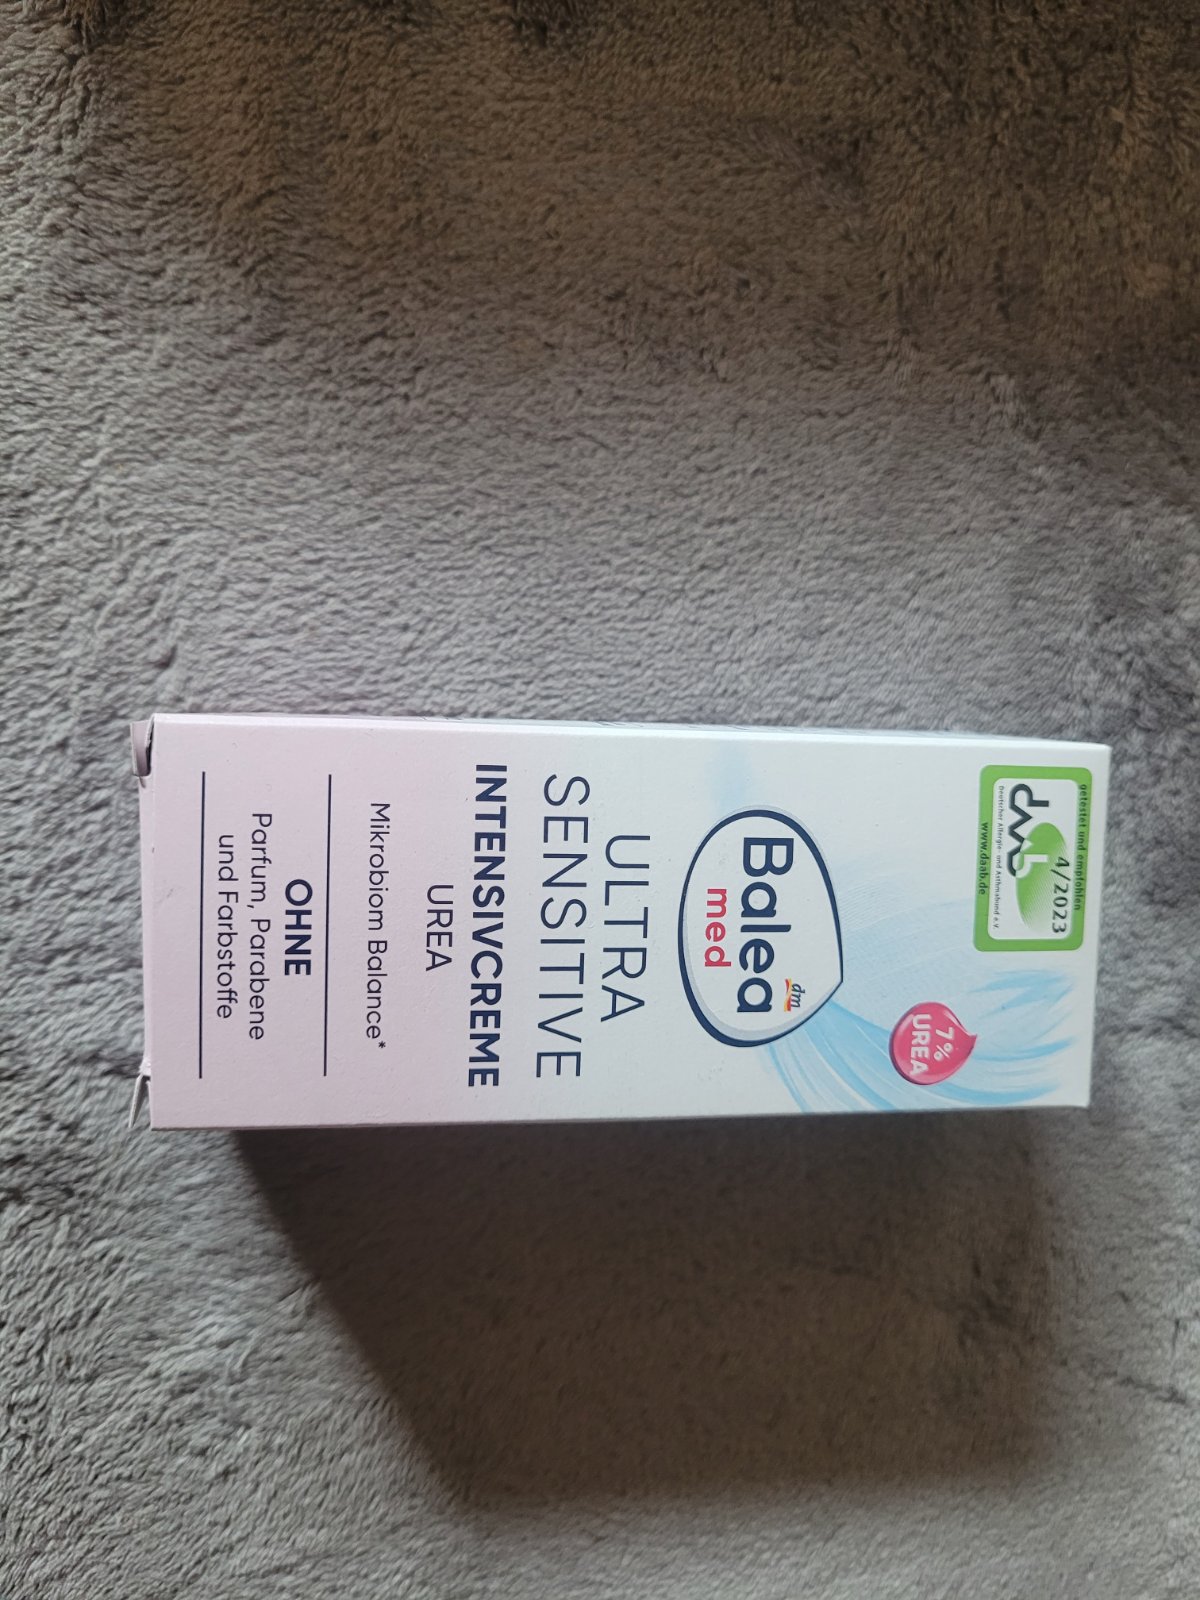 getestet und empfohlen
4/2023
daab
Deutscher Allergie- und Asthmabund e.V.
www.daab.de
7%
UREA
dm
Balea
med
ULTRA
SENSITIVE
INTENSIVCREME
UREA
Mikrobiom Balance*
OHNE
Parfum, Parabene
und Farbstoffe